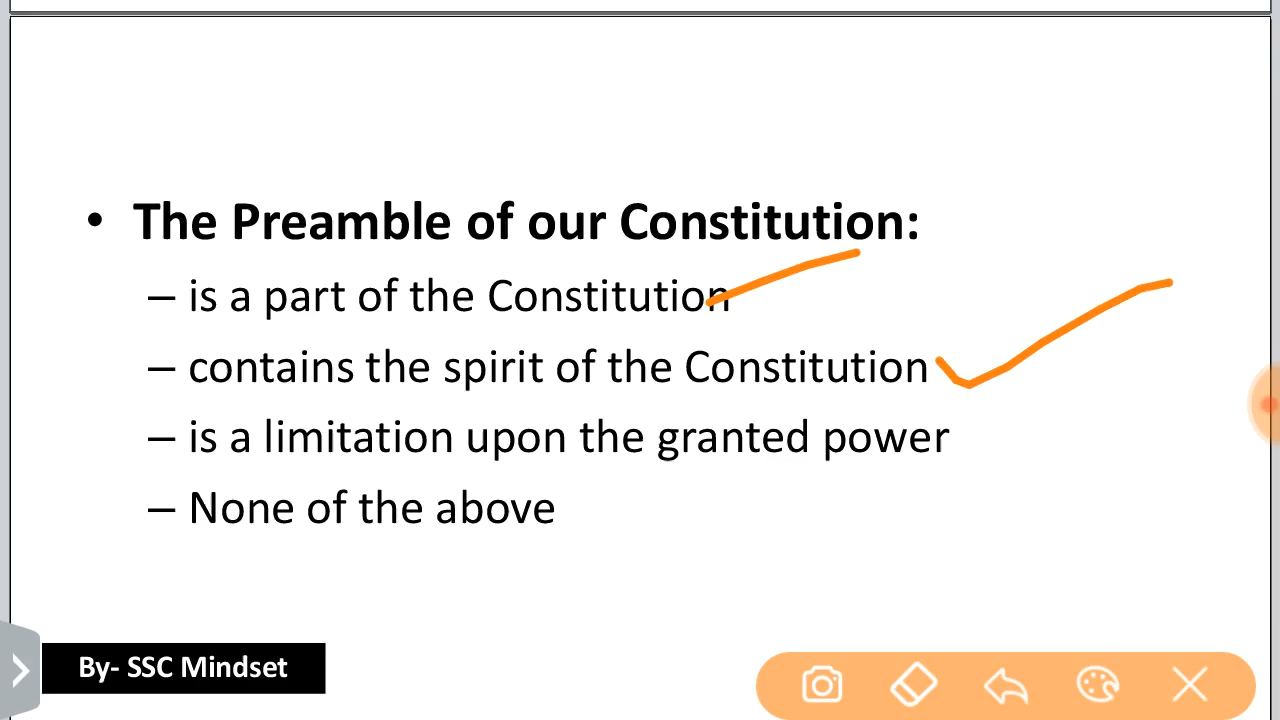 • The Preamble of our Constitution:
– is a part of the Constitution
– contains the spirit of the Constitution
– is a limitation upon the granted power
– None of the above
By- SSC Mindset